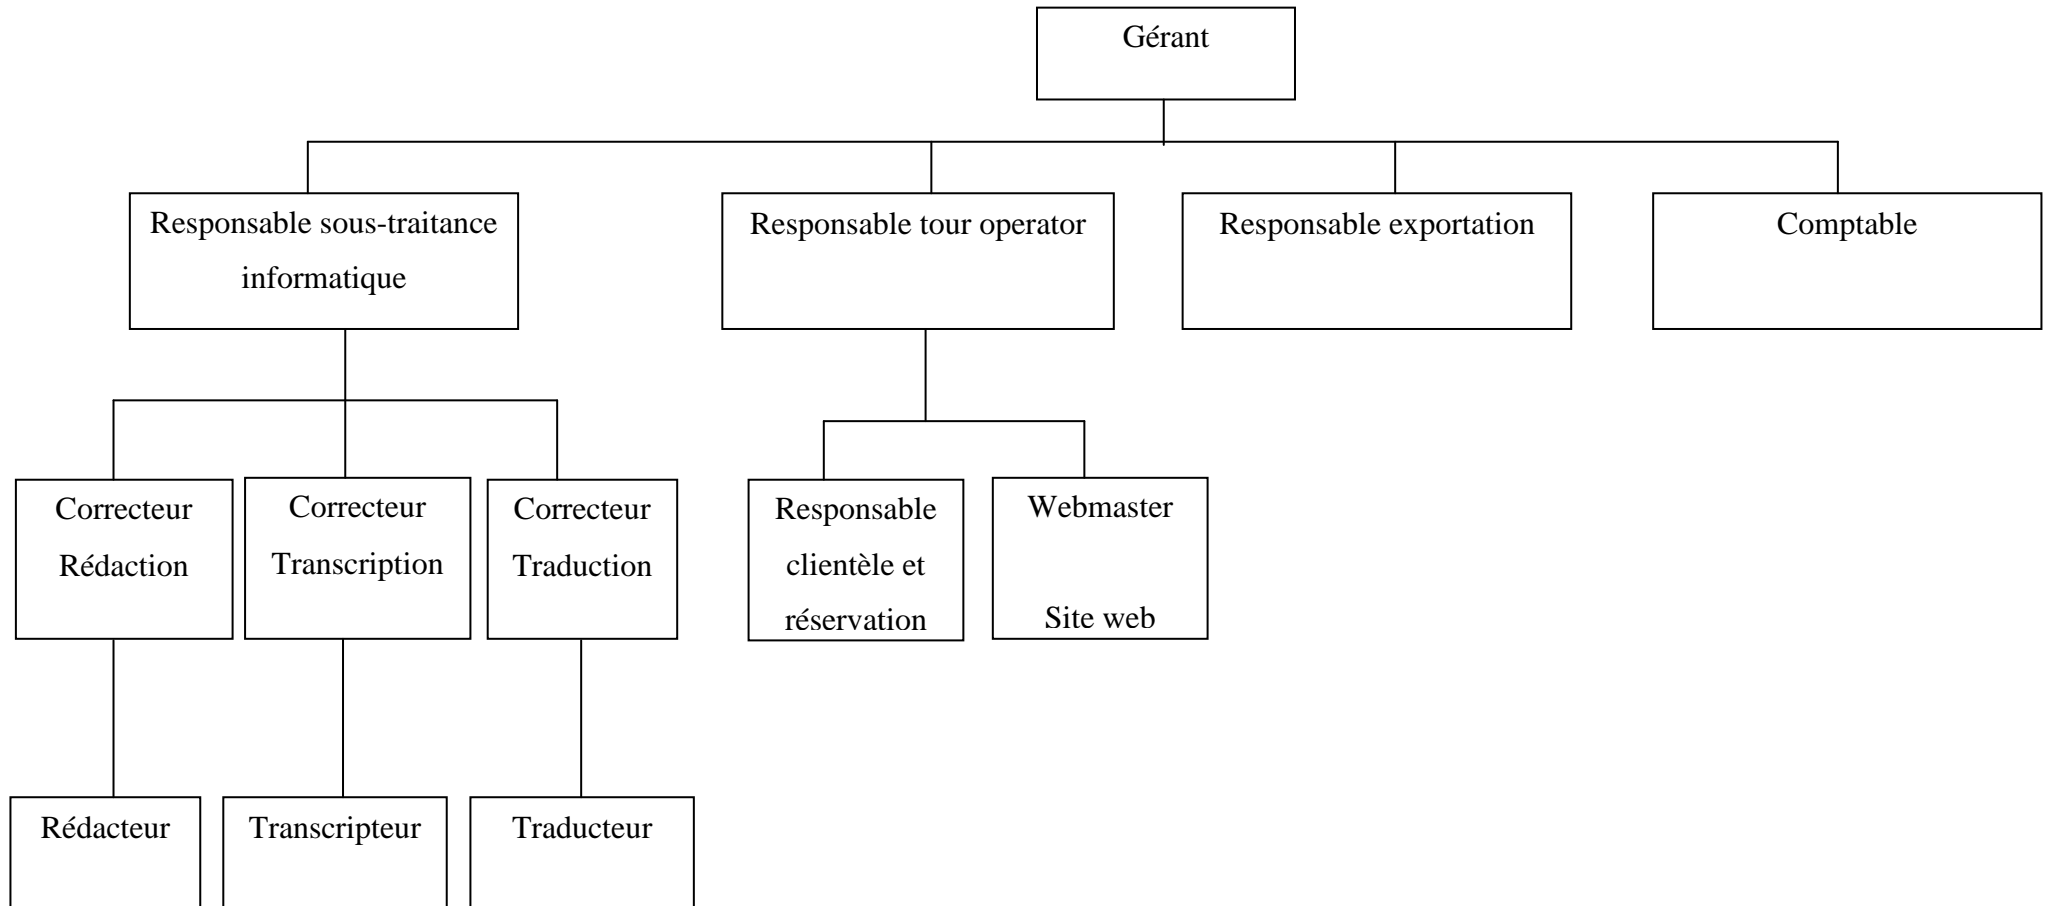 Gérant
Responsable sous-traitance
informatique
Responsable tour operator
Responsable exportation
Comptable
Correcteur
Rédaction
Correcteur
Transcription
Correcteur
Traduction
Responsable
clientèle et
réservation
Webmaster
Site web
Rédacteur
Transcripteur
Traducteur